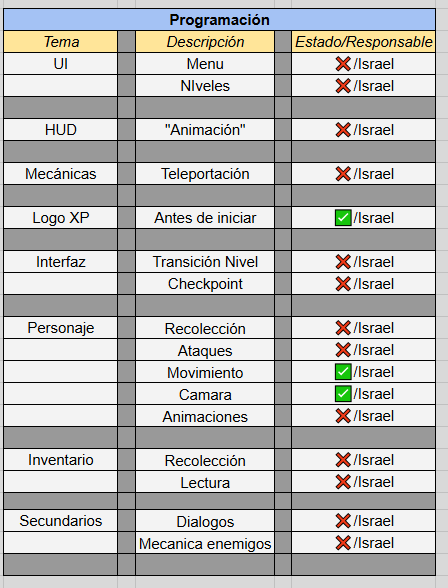 Programación
Tema Descripción Estado/Responsable
UI Menu ❌/Israel
NIveles ❌/Israel
HUD "Animación" ❌/Israel
Mecánicas Teleportación ❌/Israel
Logo XP Antes de iniciar ✅/Israel
Interfaz Transición Nivel ❌/Israel
Checkpoint ❌/Israel
Personaje Recolección ❌/Israel
Ataques ❌/Israel
Movimiento ✅/Israel
Camara ✅/Israel
Animaciones ❌/Israel
Inventario Recolección ❌/Israel
Lectura ❌/Israel
Secundarios Dialogos ❌/Israel
Mecanica enemigos ❌/Israel